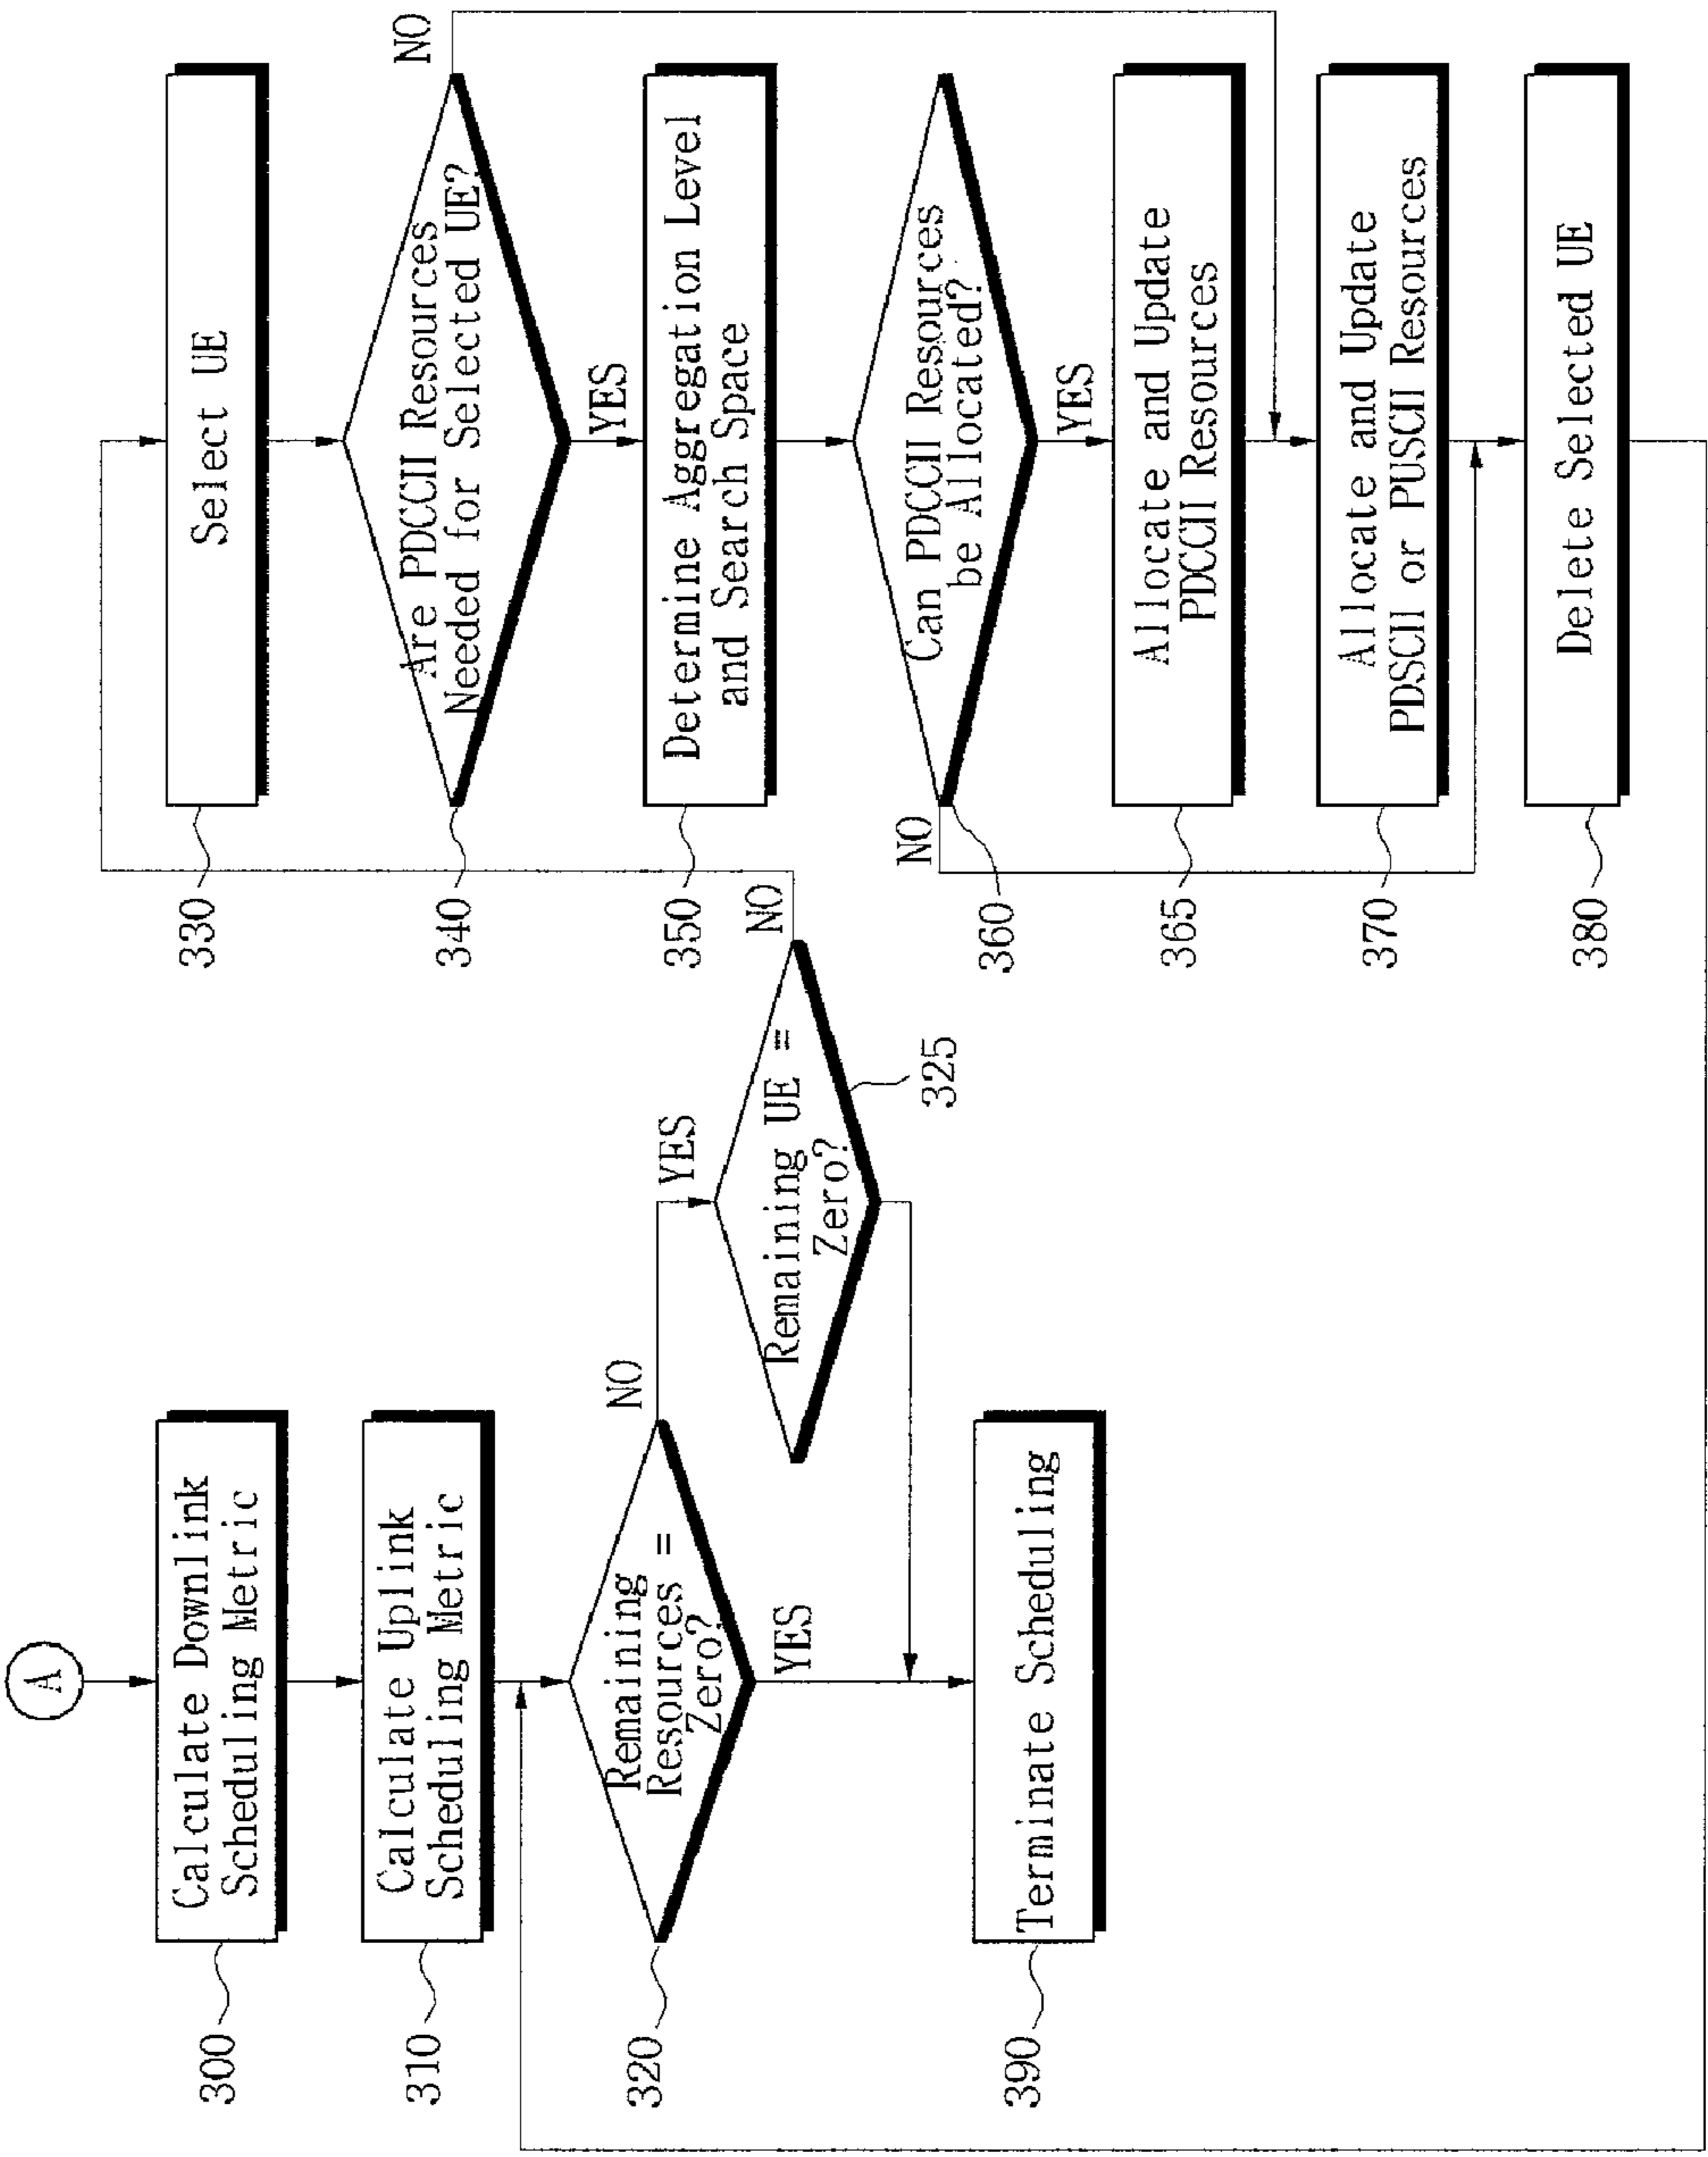 A
Calculate Downlink
Scheduling Metric
300
Calculate Uplink
Scheduling Metric
310
Remaining
Resources =
Zero?
320
NO
YES
Remaining UE =
Zero?
325
YES
NO
Terminate Scheduling
390
Select UE
330
Are PDCCH Resources
Needed for Selected UE?
340
NO
YES
Determine Aggregation Level
and Search Space
350
Can PDCCH Resources
be Allocated?
360
NO
YES
Allocate and Update
PDCCH Resources
365
Allocate and Update
PDSCH or PUSCH Resources
370
Delete Selected UE
380